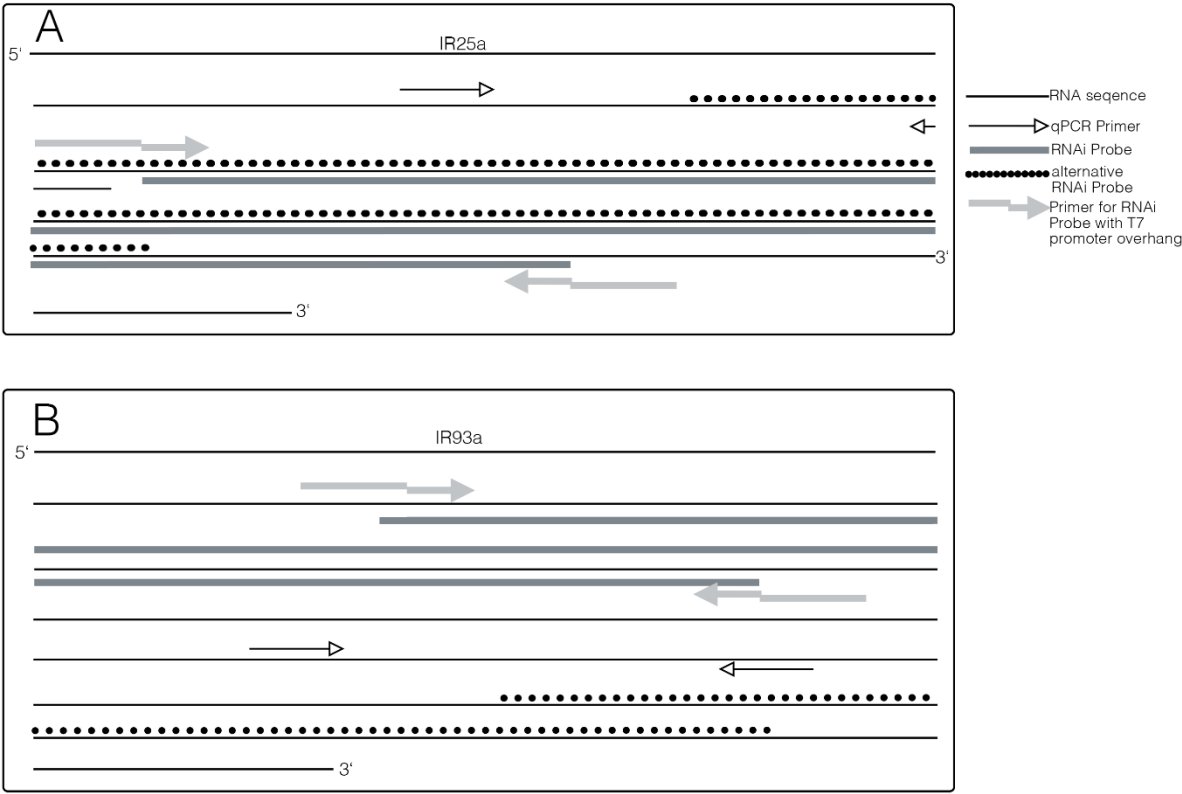 A
IR25a
5'
3'
3'
RNA seqence
qPCR Primer
RNAi Probe
alternative
RNAi Probe
Primer for RNAi
Probe with T7
promoter overhang
B
IR93a
5'
3'